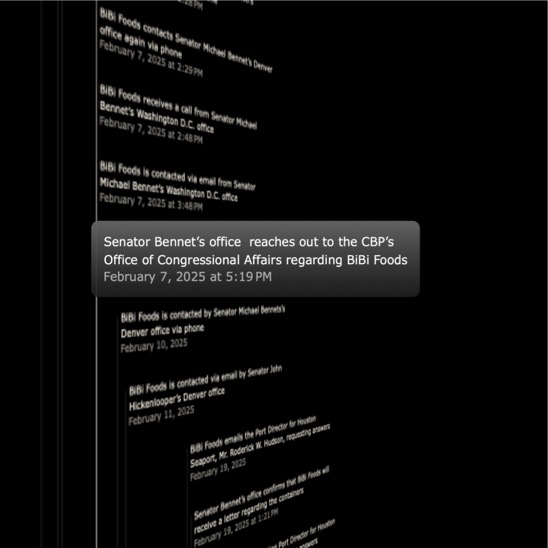 BiBi Foods contacts Senator Michael Bennet's Denver
office again via phone
February 7, 2025 at 2:29 PM
BiBi Foods receives a call from Senator Michael
Bennet's Washington D.C. office
February 7, 2025 at 2:48 PM
BiBi Foods is contacted via email from Senator
Michael Bennet's Washington D.C. office
February 7, 2025 at 3:48 PM
Senator Bennet's office reaches out to the CBP's
Office of Congressional Affairs regarding BiBi Foods
February 7, 2025 at 5:19 PM
BiBi Foods is contacted by Senator Michael Bennets's
Denver office via phone
February 10, 2025
BiBi Foods is contacted via email by Senator John
Hickenlooper's Denver office
February 11, 2025
BiBi Foods emails the Port Director for Houston
Seaport, Mr. Roderick W. Hudson, requesting answers
February 19, 2025
Senator Bennet's office confirms that BiBi Foods will
receive a letter regarding the containers
February 19, 2025 at 1:21 PM
Port Director for Houston
answers